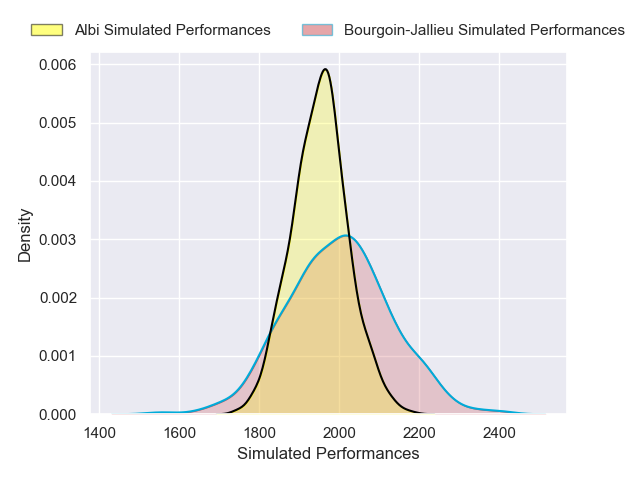 Albi Simulated Performances Bourgoin-Jallieu Simulated Performances
0.006
0.005
0.004
0.003
0.002
0.001
0.000
1400 1600 1800 2000 2200 2400
Density
Simulated Performances